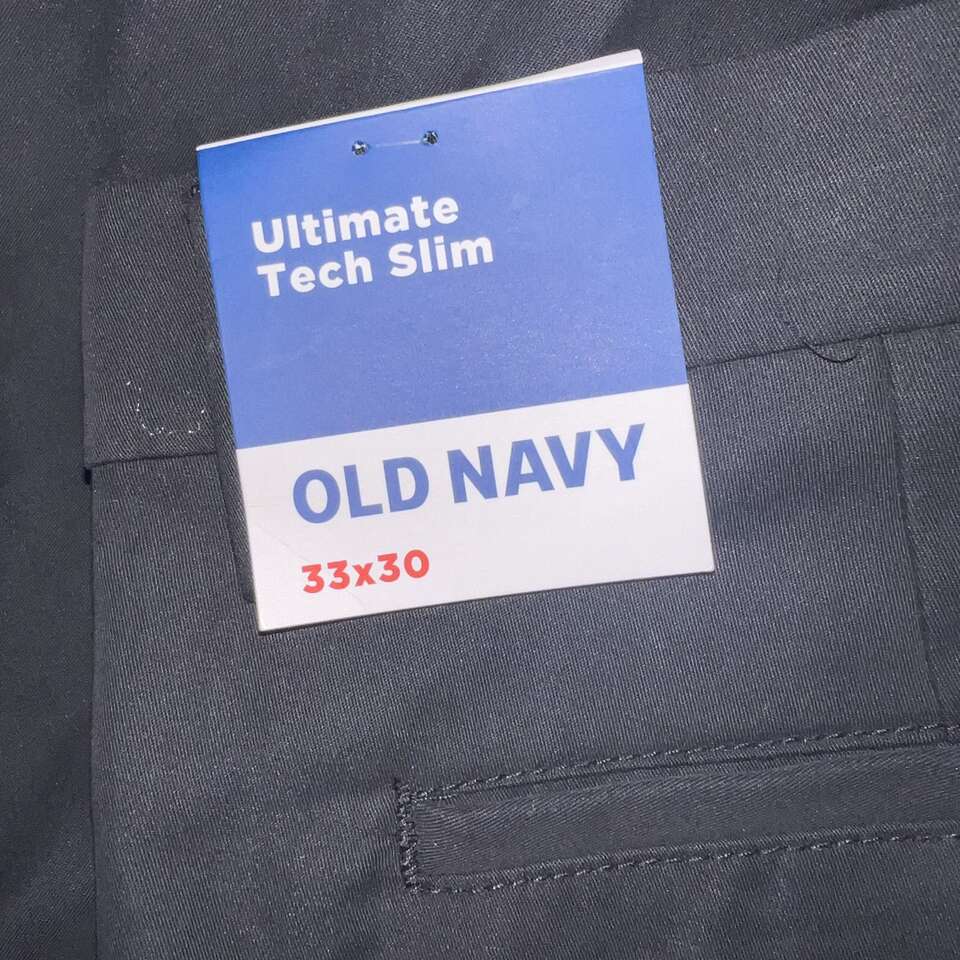 Ultimate
Tech Slim
OLD NAVY
33x30